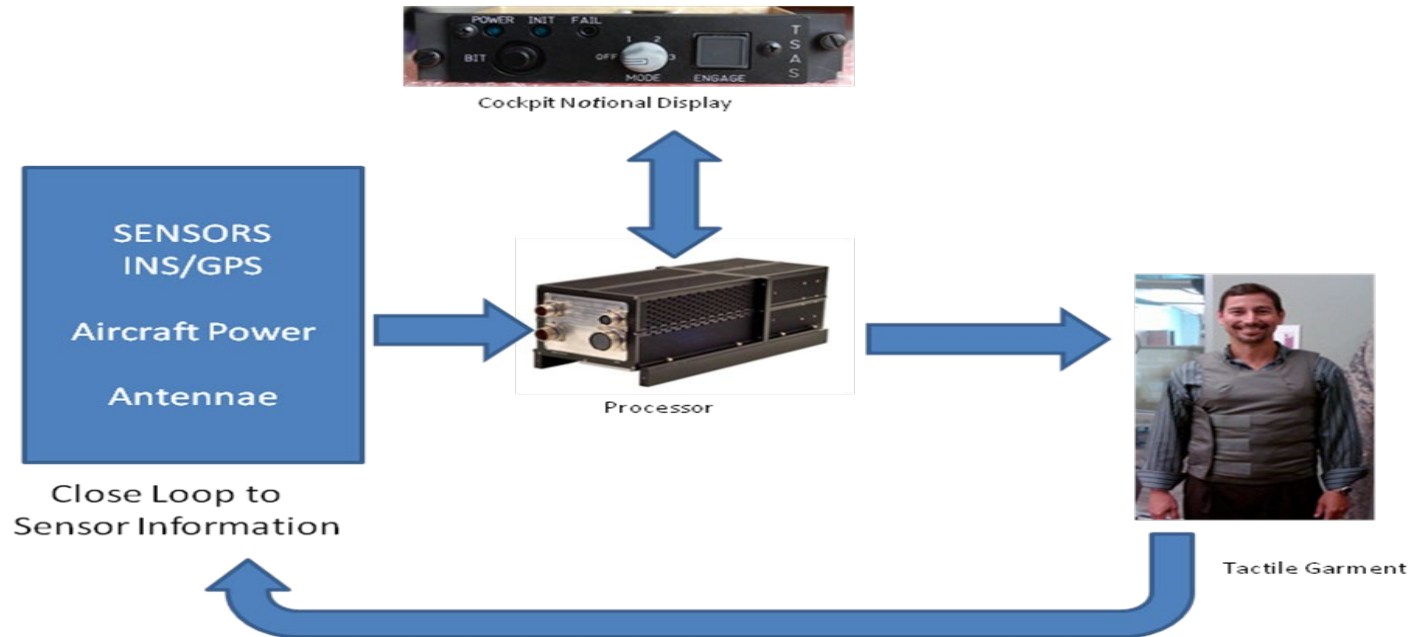 POWER INIT FAIL
BIT
OFF 1 2 3
MODE
ENGAGE
TSAS
Cockpit Notional Display
SENSORS
INS/GPS
Aircraft Power
Antennae
Processor
Close Loop to
Sensor Information
Tactile Garment